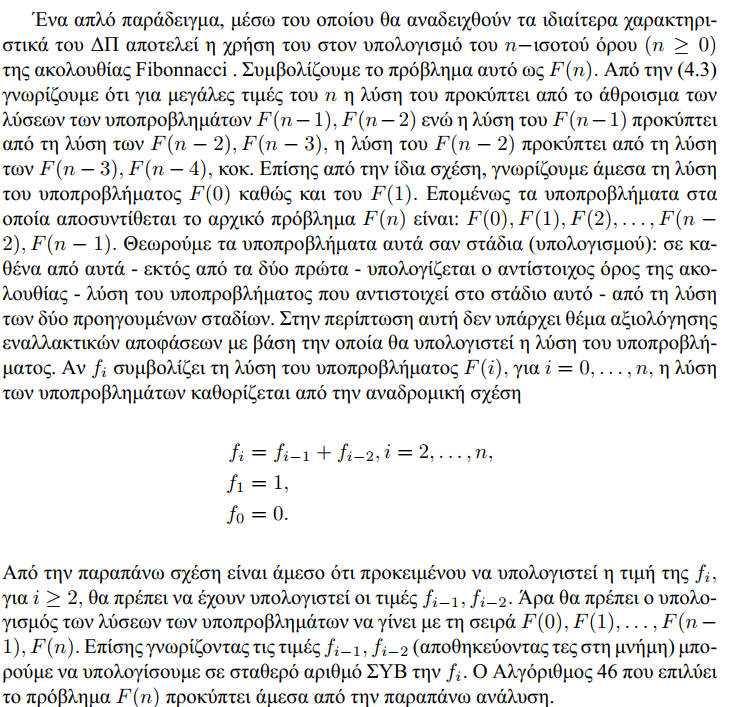 Ένα απλό παράδειγμα, μέσω του οποίου θα αναδειχθούν τα ιδιαίτερα χαρακτηρι-
στικά του ΔΠ αποτελεί η χρήση του στον υπολογισμό του n−ισοτού όρου (n ≥ 0)
της ακολουθίας Fibonnacci . Συμβολίζουμε το πρόβλημα αυτό ως F(n). Από την (4.3)
γνωρίζουμε ότι για μεγάλες τιμές του n η λύση του προκύπτει από το άθροισμα των
λύσεων των υποπροβλημάτων F(n−1), F(n−2) ενώ η λύση του F(n−1) προκύπτει
από τη λύση των F(n − 2), F(n − 3), η λύση του F(n − 2) προκύπτει από τη λύση
των F(n − 3), F(n − 4), κοκ. Επίσης από την ίδια σχέση, γνωρίζουμε άμεσα τη λύση
του υποπροβλήματος F(0) καθώς και του F(1). Επομένως τα υποπροβλήματα στα
οποία αποσυντίθεται το αρχικό πρόβλημα F(n) είναι: F(0), F(1), F(2), . . . , F(n −
2), F(n − 1). Θεωρούμε τα υποπροβλήματα αυτά σαν στάδια (υπολογισμού): σε κα-
θένα από αυτά - εκτός από τα δύο πρώτα - υπολογίζεται ο αντίστοιχος όρος της ακο-
λουθίας - λύση του υποπροβλήματος που αντιστοιχεί στο στάδιο αυτό - από τη λύση
των δύο προηγουμένων σταδίων. Στην περίπτωση αυτή δεν υπάρχει θέμα αξιολόγησης
εναλλακτικών αποφάσεων με βάση την οποία θα υπολογιστεί η λύση του υποπροβλή-
ματος. Αν f_i συμβολίζει τη λύση του υποπροβλήματος F(i), για i = 0, . . . , n, η λύση
των υποπροβλημάτων καθορίζεται από την αναδρομική σχέση
f_i = f_{i−1} + f_{i−2}, i = 2, . . . , n,
f_1 = 1,
f_0 = 0.
Από την παραπάνω σχέση είναι άμεσο ότι προκειμένου να υπολογιστεί η τιμή της f_i,
για i ≥ 2, θα πρέπει να έχουν υπολογιστεί οι τιμές f_{i−1}, f_{i−2}. Άρα θα πρέπει ο υπολο-
γισμός των λύσεων των υποπροβλημάτων να γίνει με τη σειρά F(0), F(1), . . . , F(n −
1), F(n). Επίσης γνωρίζοντας τις τιμές f_{i−1}, f_{i−2} (αποθηκεύοντας τες στη μνήμη) μπο-
ρούμε να υπολογίσουμε σε σταθερό αριθμό ΣΥΒ την f_i. Ο Αλγόριθμος 46 που επιλύει
το πρόβλημα F(n) προκύπτει άμεσα από την παραπάνω ανάλυση.